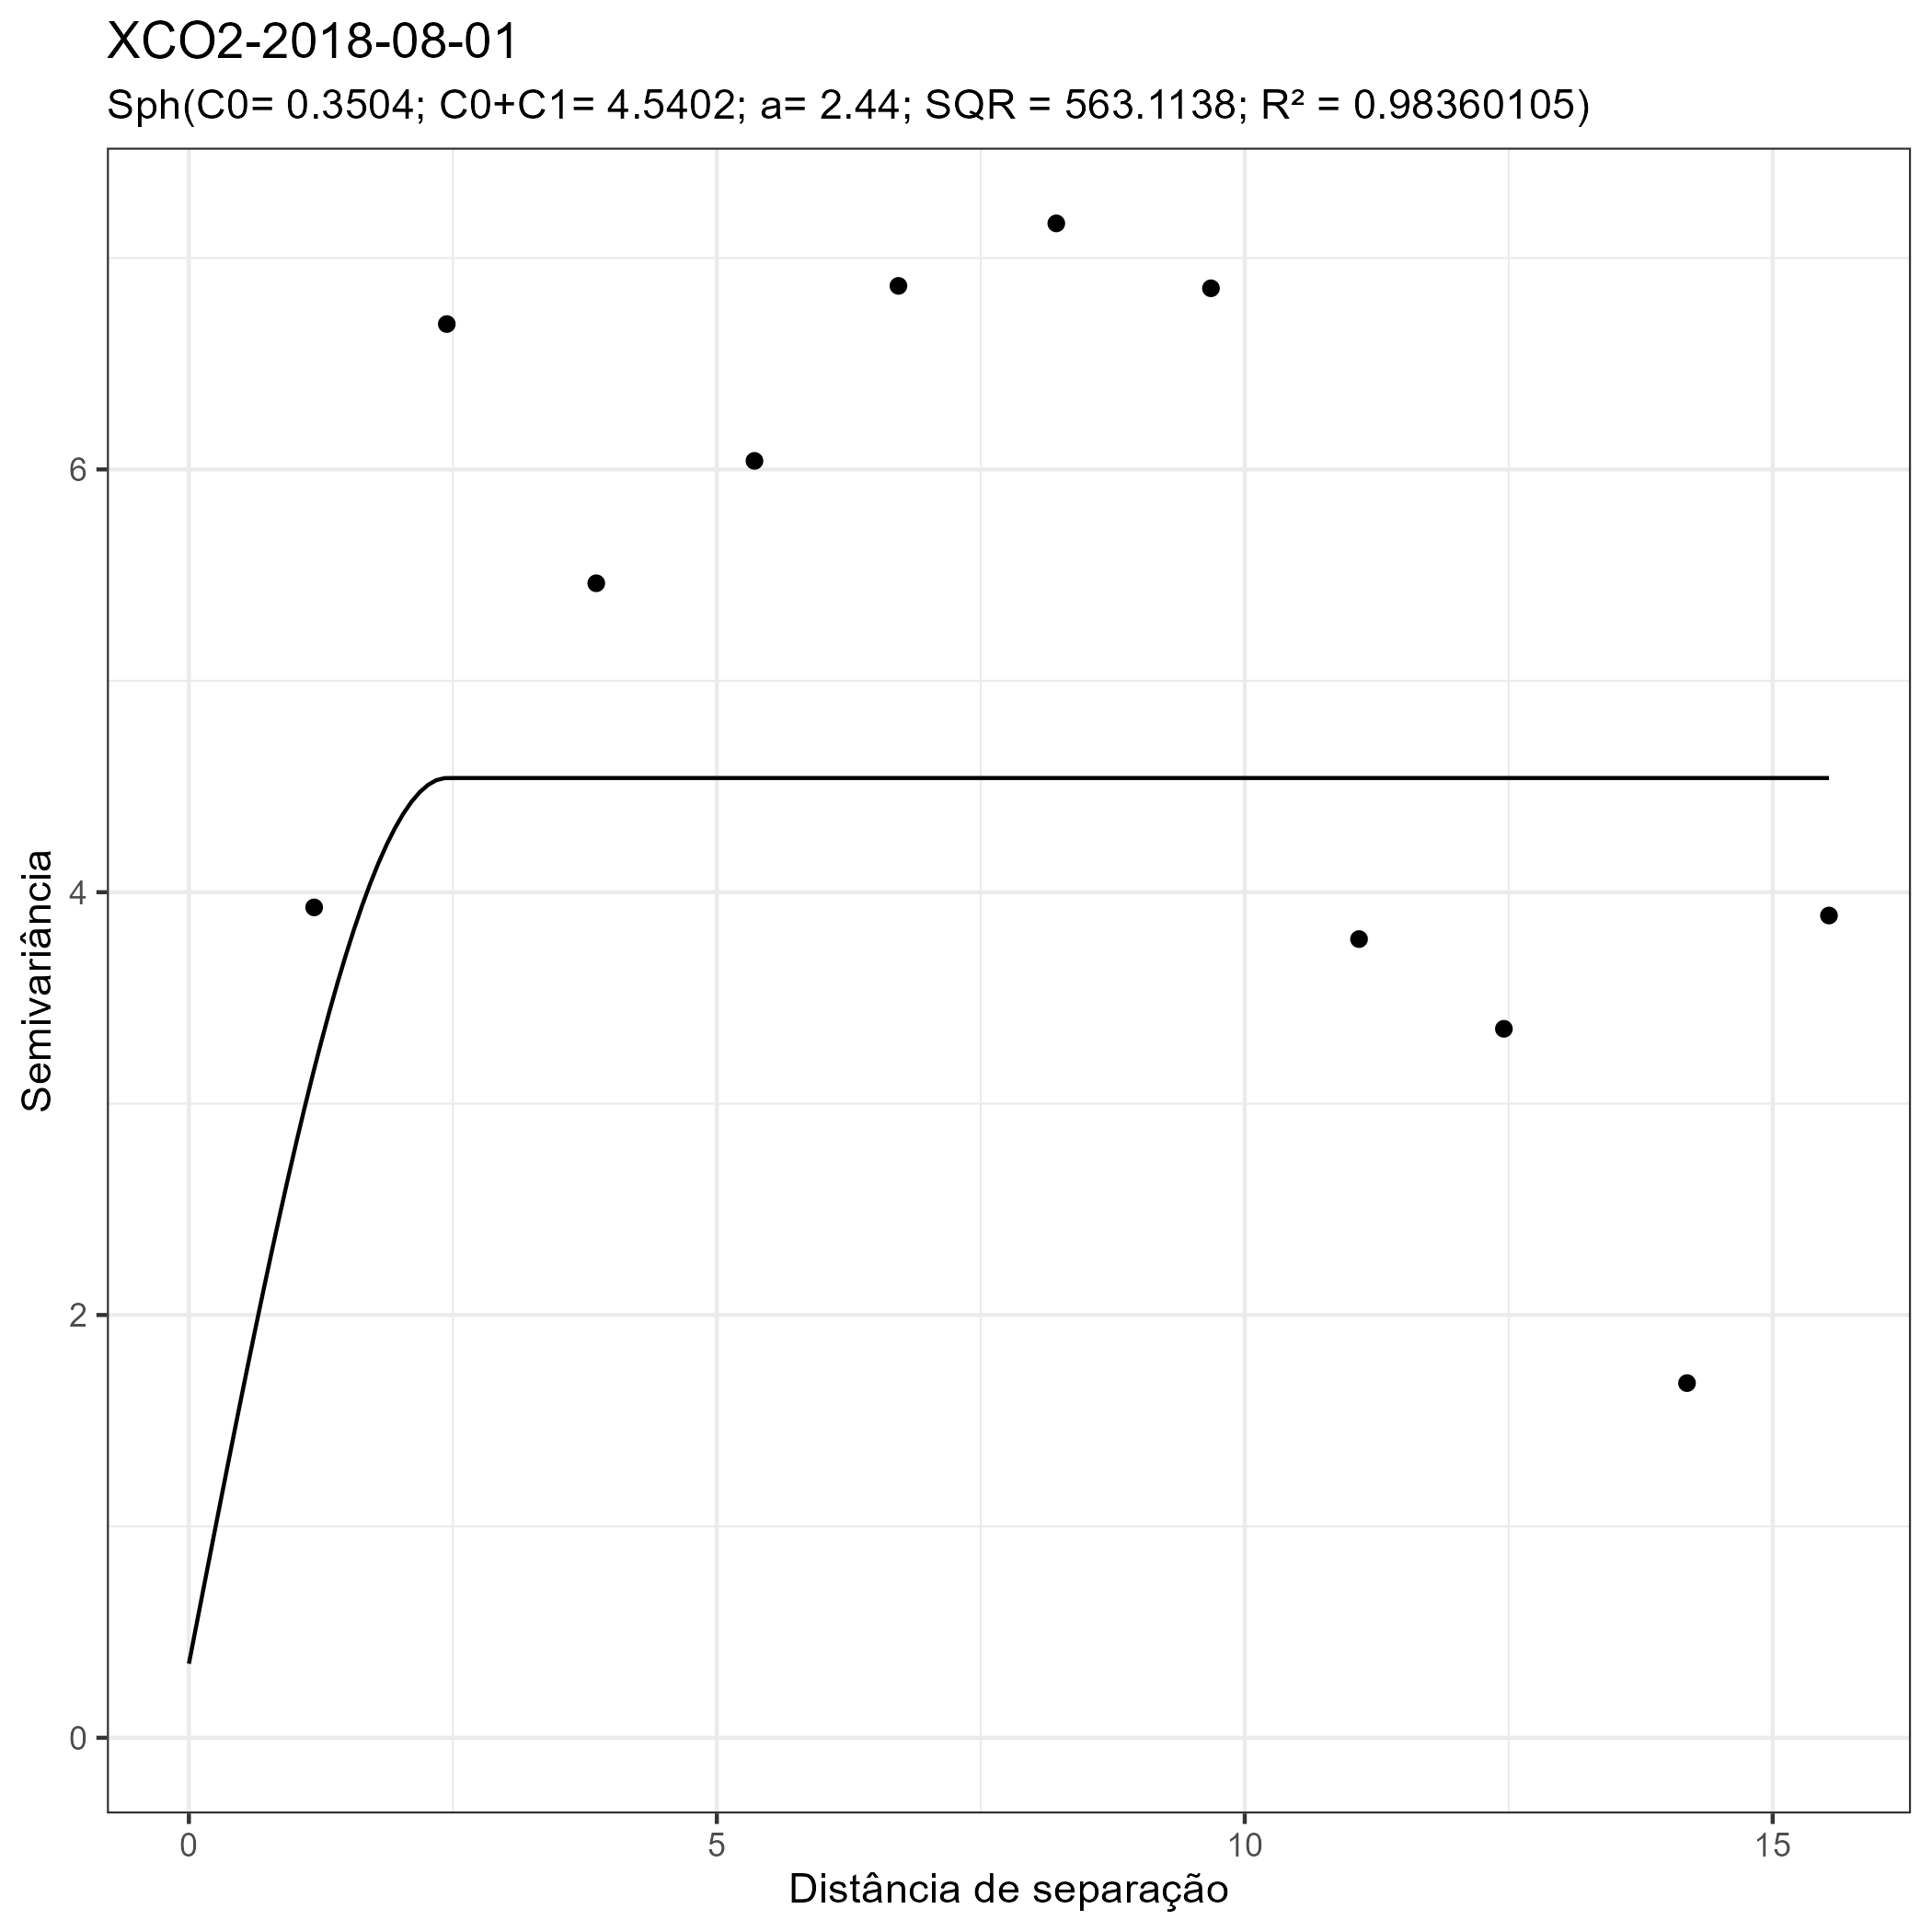 XCO2-2018-08-01
Sph(C0= 0.3504; C0+C1= 4.5402; a= 2.44; SQR = 563.1138; R² = 0.98360105)
Semivariância
6
4
2
0
0 5 10 15
Distância de separação